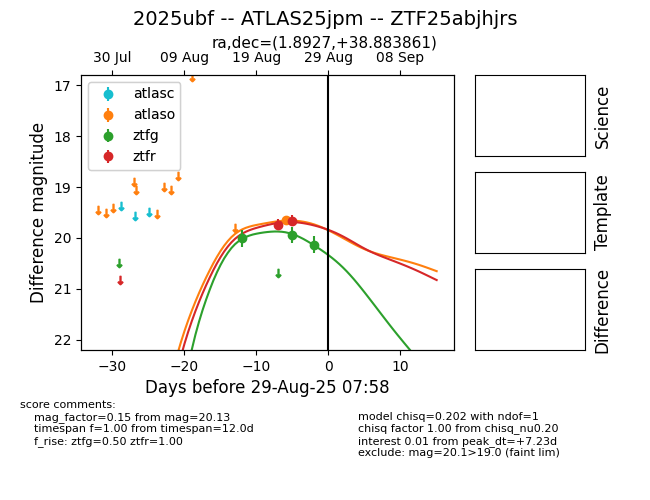 2025ubf -- ATLAS25jpm -- ZTF25abjhjrs
ra,dec=(1.8927,+38.883861)
30 Jul 09 Aug 19 Aug 29 Aug 08 Sep
17
18
19
20
21
22
Difference magnitude
atlasc
atlaso
ztfg
ztfr
−30 −20 −10 0 10
Days before 29-Aug-25 07:58
Science
Template
Difference
score comments:
mag_factor=0.15 from mag=20.13
timespan f=1.00 from timespan=12.0d
f_rise: ztfg=0.50 ztfr=1.00
model chisq=0.202 with ndof=1
chisq factor 1.00 from chisq_nu0.20
interest 0.01 from peak_dt=+7.23d
exclude: mag=20.1>19.0 (faint lim)